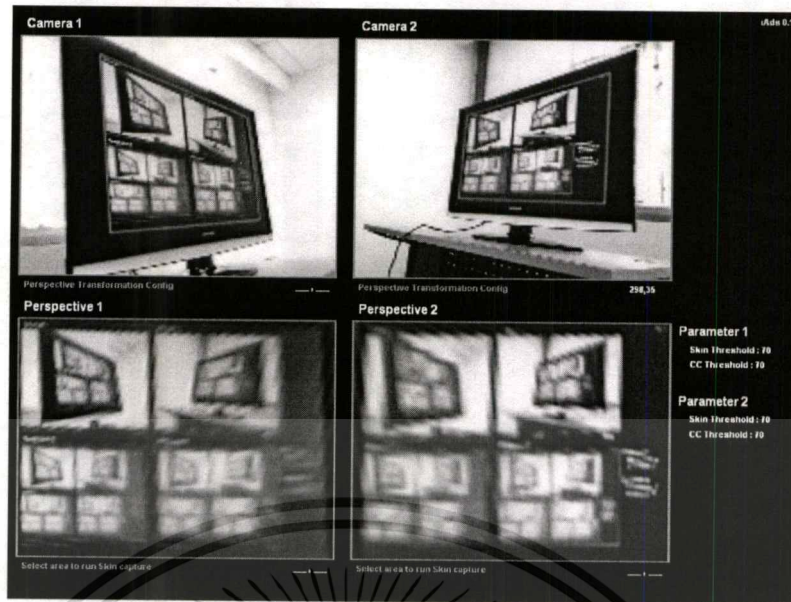 Camera 1
Camera 2
Perspective Transformation Config
Perspective Transformation Config
298,35
Perspective 1
Perspective 2
Parameter 1
Skin Threshold : 70
CC Threshold : 70
Parameter 2
Skin Threshold : 70
CC Threshold : 70
Select area to run Skin capture
Select area to run Skin capture